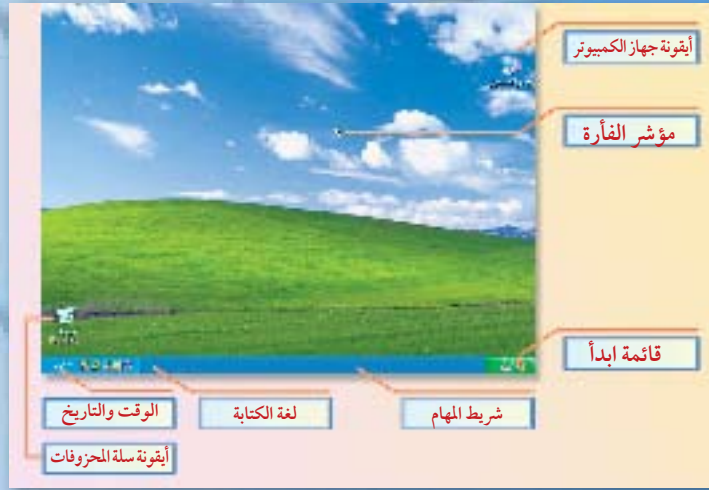 أيقونة جهاز الكمبيوتر
مؤشر الفأرة
قائمة ابدأ
شريط المهام
لغة الكتابة
الوقت والتاريخ
أيقونة سلة المحزوفات